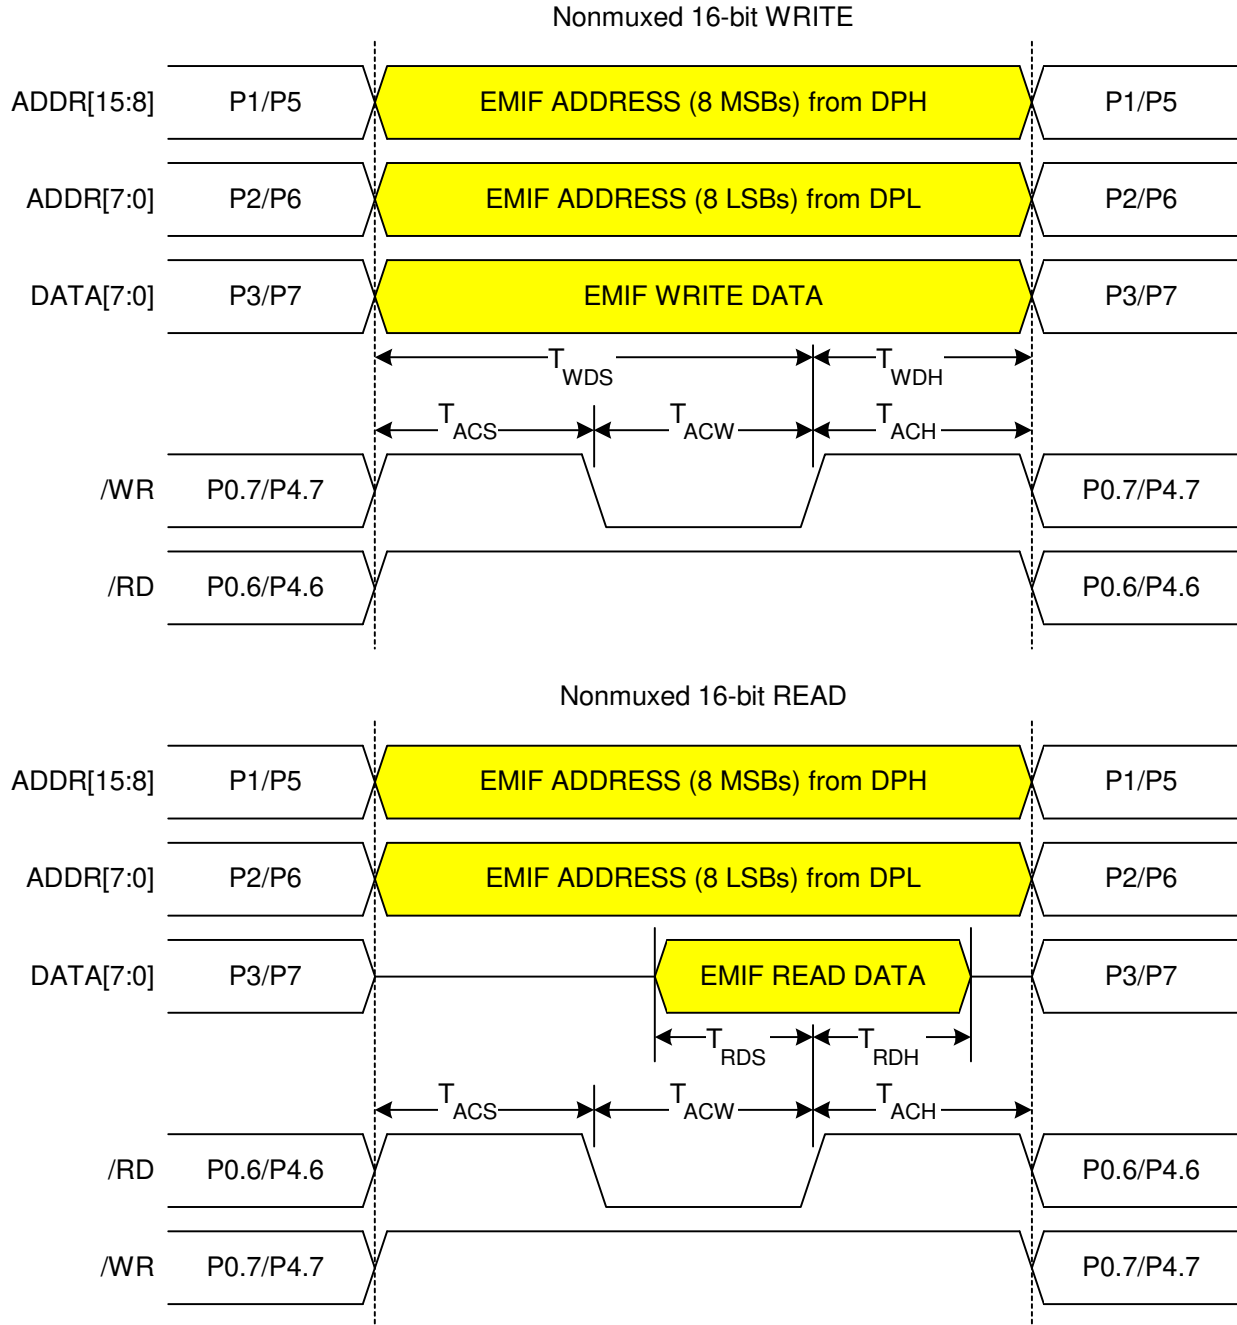 Nonmuxed 16-bit WRITE
ADDR[15:8] P1/P5 EMIF ADDRESS (8 MSBs) from DPH P1/P5
ADDR[7:0] P2/P6 EMIF ADDRESS (8 LSBs) from DPL P2/P6
DATA[7:0] P3/P7 EMIF WRITE DATA P3/P7
TWDS TWDH
TACS TACW TACH
/WR P0.7/P4.7 P0.7/P4.7
/RD P0.6/P4.6 P0.6/P4.6
Nonmuxed 16-bit READ
ADDR[15:8] P1/P5 EMIF ADDRESS (8 MSBs) from DPH P1/P5
ADDR[7:0] P2/P6 EMIF ADDRESS (8 LSBs) from DPL P2/P6
DATA[7:0] P3/P7 EMIF READ DATA P3/P7
TRDS TRDH
TACS TACW TACH
/RD P0.6/P4.6 P0.6/P4.6
/WR P0.7/P4.7 P0.7/P4.7